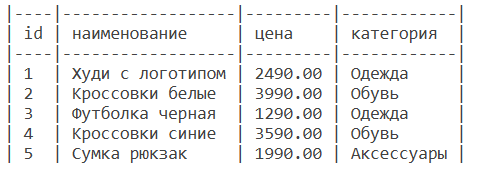 |----|-----------------|---------|------------|
| id | наименование | цена | категория |
|----|-----------------|---------|------------|
| 1 | Худи с логотипом | 2490.00 | Одежда |
| 2 | Кроссовки белые | 3990.00 | Обувь |
| 3 | Футболка черная | 1290.00 | Одежда |
| 4 | Кроссовки синие | 3590.00 | Обувь |
| 5 | Сумка рюкзак | 1990.00 | Аксессуары |